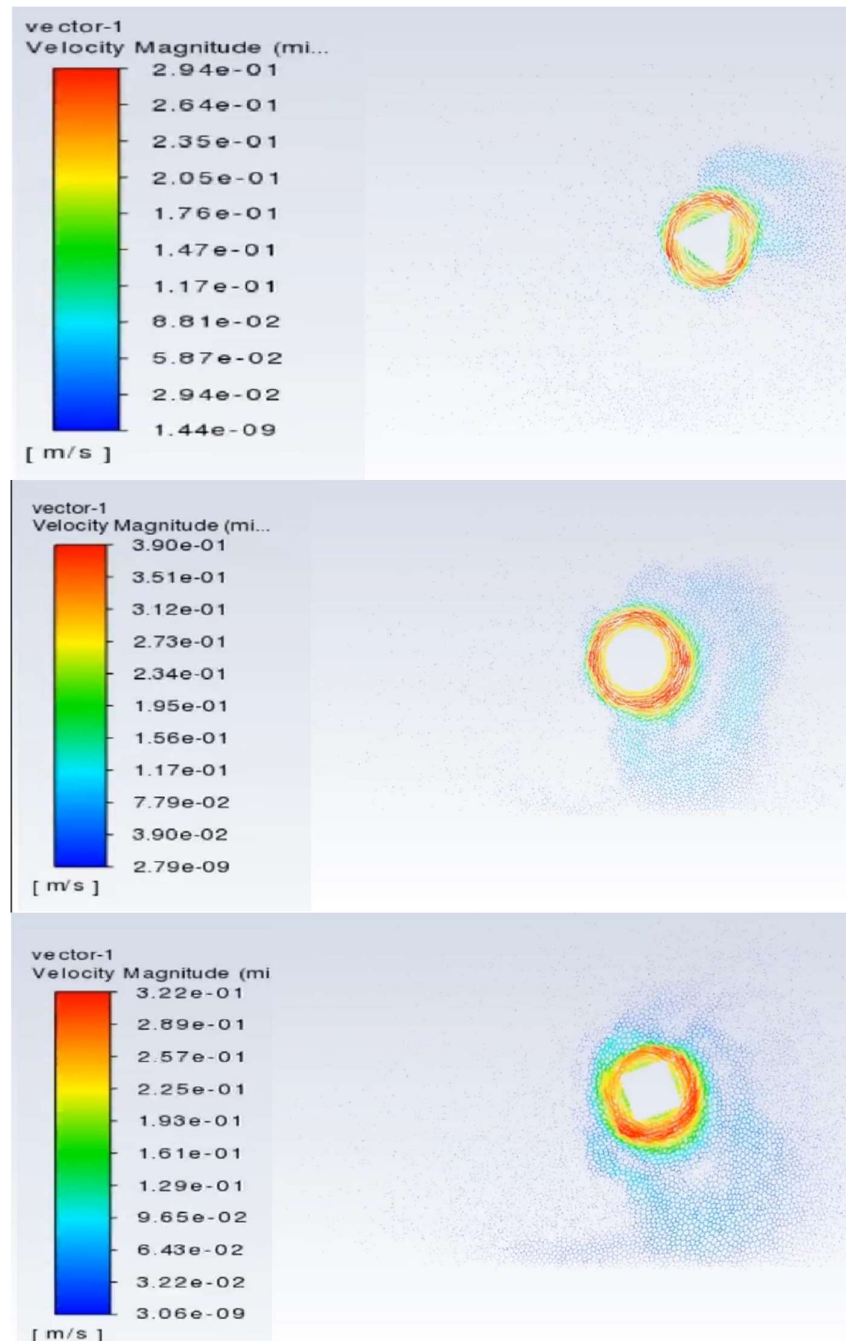 vector-1
Velocity Magnitude (mi...
2.94e-01
2.64e-01
2.35e-01
2.05e-01
1.76e-01
1.47e-01
1.17e-01
8.81e-02
5.87e-02
2.94e-02
1.44e-09
[ m/s ]
vector-1
Velocity Magnitude (mi...
3.90e-01
3.51e-01
3.12e-01
2.73e-01
2.34e-01
1.95e-01
1.56e-01
1.17e-01
7.79e-02
3.90e-02
2.79e-09
[ m/s ]
vector-1
Velocity Magnitude (mi
3.22e-01
2.89e-01
2.57e-01
2.25e-01
1.93e-01
1.61e-01
1.29e-01
9.65e-02
6.43e-02
3.22e-02
3.06e-09
[ m/s ]